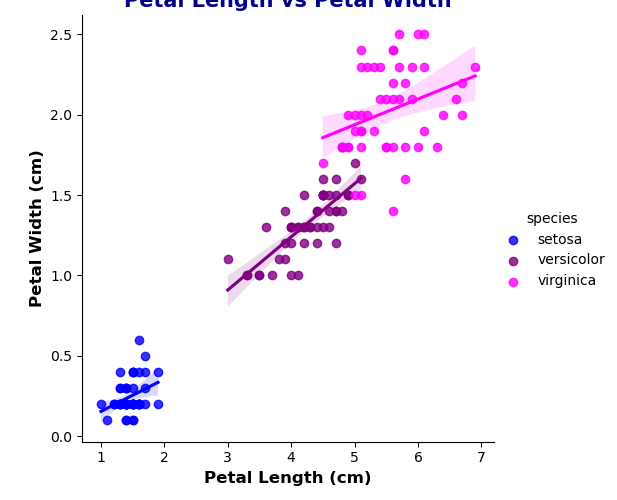 Petal Length vs Petal Width
2.5
2.0
1.5
1.0
0.5
0.0
Petal Width (cm)
1 2 3 4 5 6 7
Petal Length (cm)
species
setosa
versicolor
virginica